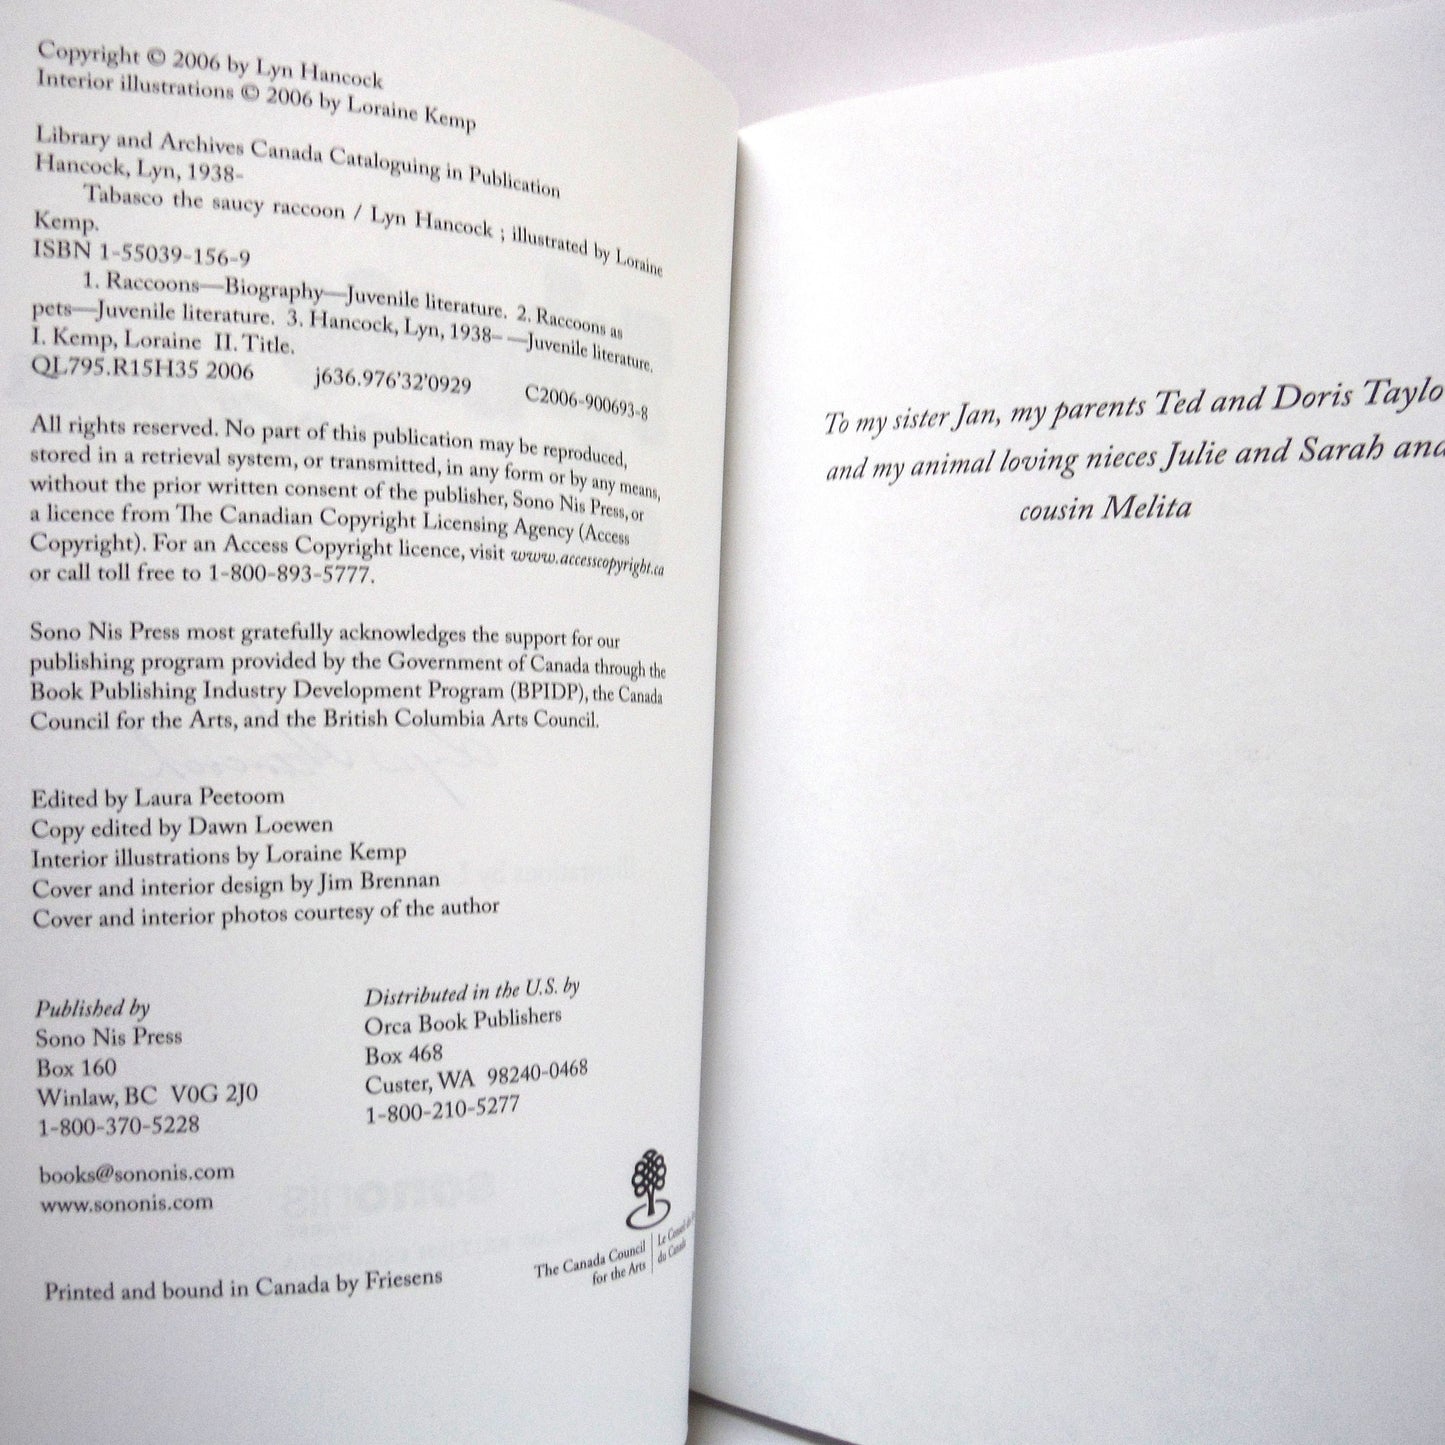 Copyright © 2006 by Lyn Hancock
Interior illustrations © 2006 by Loraine Kemp
Library and Archives Canada Cataloguing in Publication
Hancock, Lyn, 1938-
Tabasco the saucy raccoon / Lyn Hancock ; illustrated by Loraine
Kemp.
ISBN 1-55039-156-9
1. Raccoons—Biography—Juvenile literature. 2. Raccoons as
pets—Juvenile literature. 3. Hancock, Lyn, 1938– —Juvenile literature.
I. Kemp, Loraine II. Title.
QL795.R15H35 2006 j636.976'32'0929 C2006-900693-8
All rights reserved. No part of this publication may be reproduced,
stored in a retrieval system, or transmitted, in any form or by any means,
without the prior written consent of the publisher, Sono Nis Press, or
a licence from The Canadian Copyright Licensing Agency (Access
Copyright). For an Access Copyright licence, visit www.accesscopyright.ca
or call toll free to 1-800-893-5777.
Sono Nis Press most gratefully acknowledges the support for our
publishing program provided by the Government of Canada through the
Book Publishing Industry Development Program (BPIDP), the Canada
Council for the Arts, and the British Columbia Arts Council.
Edited by Laura Peetoom
Copy edited by Dawn Loewen
Interior illustrations by Loraine Kemp
Cover and interior design by Jim Brennan
Cover and interior photos courtesy of the author
Published by
Sono Nis Press
Box 160
Winlaw, BC V0G 2J0
1-800-370-5228
books@sononis.com
www.sononis.com
Distributed in the U.S. by
Orca Book Publishers
Box 468
Custer, WA 98240-0468
1-800-210-5277
The Canada Council
for the Arts
Le Conseil
du Canada
Printed and bound in Canada by Friesens
To my sister Jan, my parents Ted and Doris Taylo
and my animal loving nieces Julie and Sarah and
cousin Melita